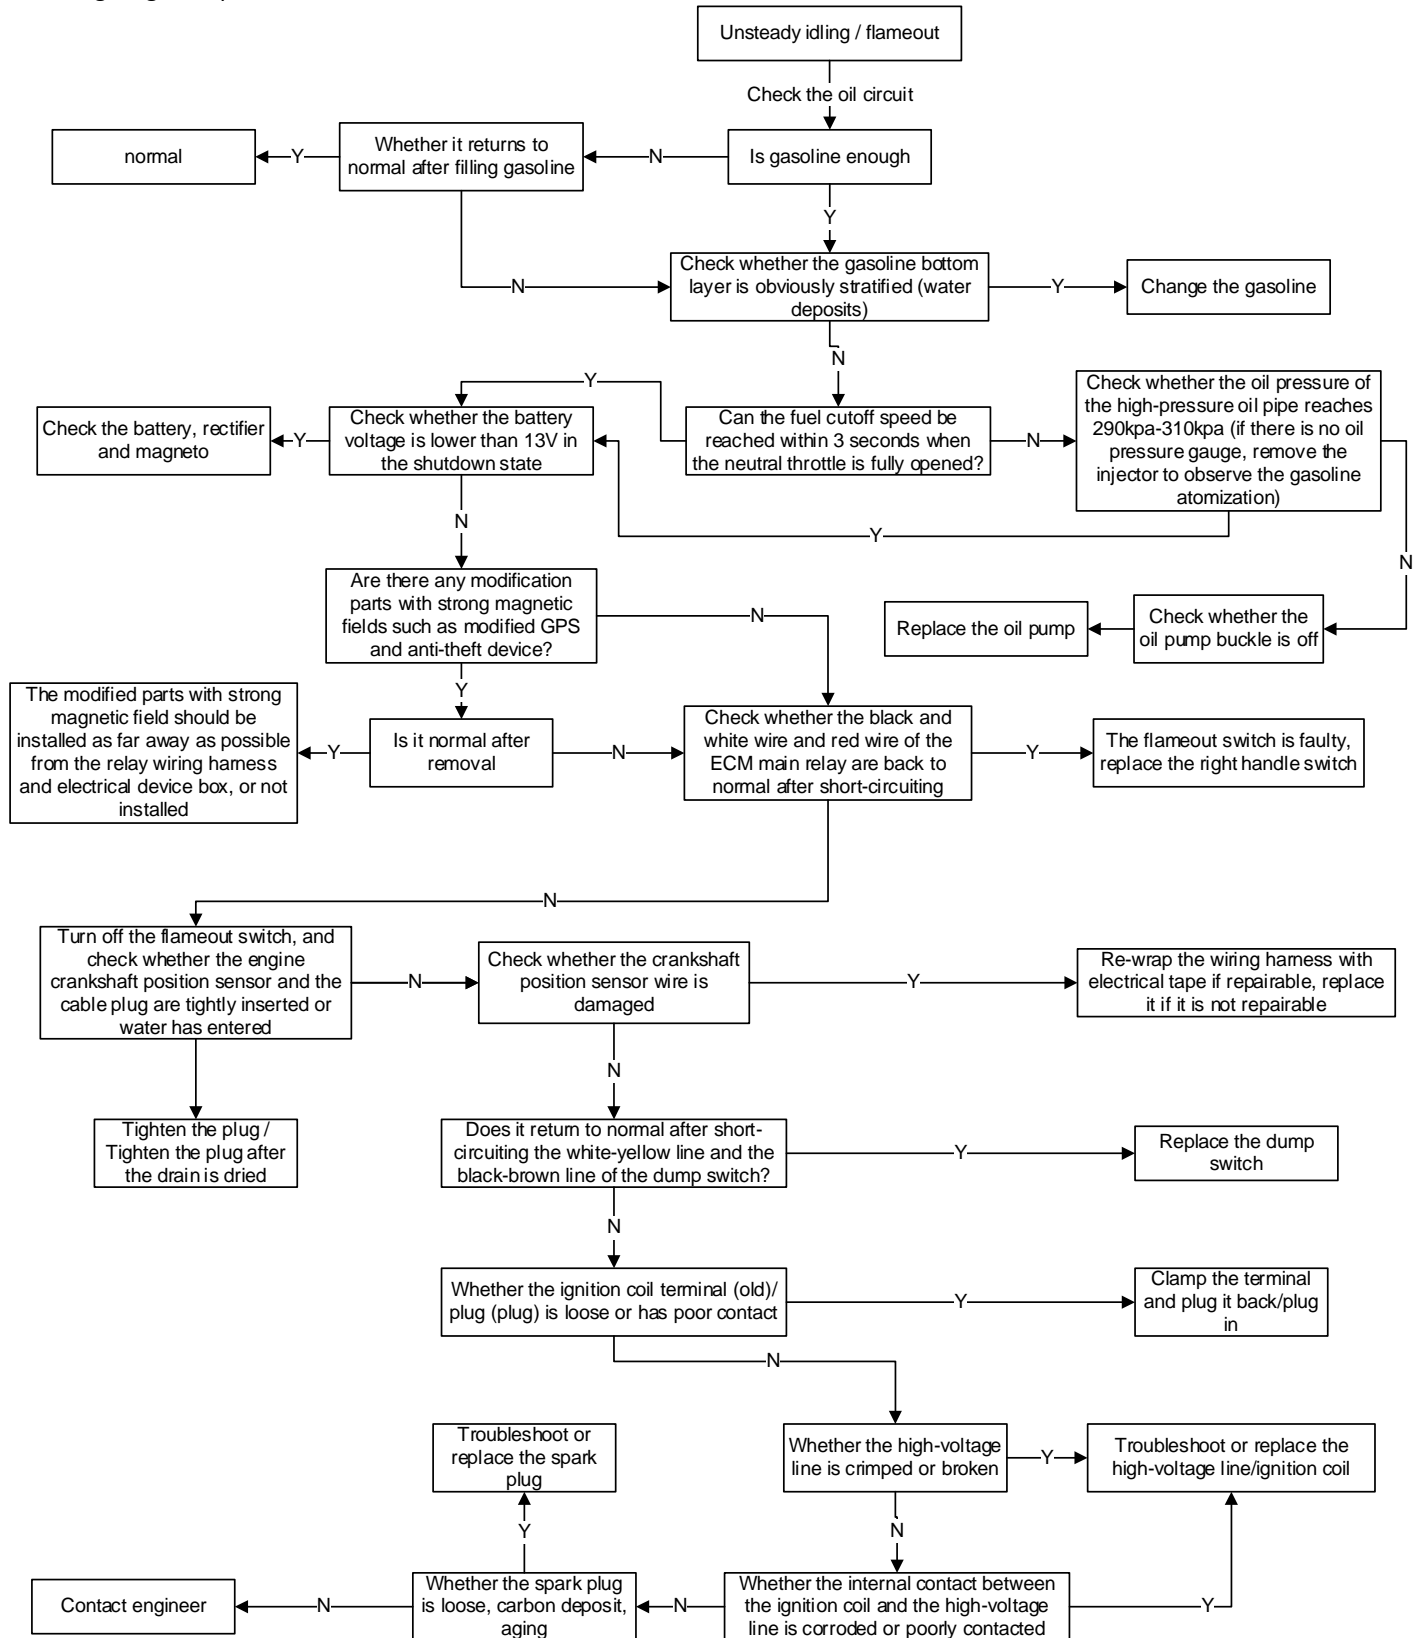 Unsteady idling / flameout
Check the oil circuit
normal
Y
Whether it returns to
normal after filling gasoline
N
Is gasoline enough
Y
N
Check whether the gasoline bottom
layer is obviously stratified (water
deposits)
Y
Change the gasoline
N
Y
Check the battery, rectifier
and magneto
Y
Check whether the battery
voltage is lower than 13V in
the shutdown state
Can the fuel cutoff speed be
reached within 3 seconds when
the neutral throttle is fully opened?
N
Check whether the oil pressure of
the high-pressure oil pipe reaches
290kpa-310kpa (if there is no oil
pressure gauge, remove the
injector to observe the gasoline
atomization)
N
Y
N
Are there any modification
parts with strong magnetic
fields such as modified GPS
and anti-theft device?
N
Replace the oil pump
Check whether the
oil pump buckle is off
Y
The modified parts with strong
magnetic field should be
installed as far away as possible
from the relay wiring harness
and electrical device box, or not
installed
Y
Is it normal after
removal
N
Check whether the black and
white wire and red wire of the
ECM main relay are back to
normal after short-circuiting
Y
The flameout switch is faulty,
replace the right handle switch
N
Turn off the flameout switch, and
check whether the engine
crankshaft position sensor and the
cable plug are tightly inserted or
water has entered
N
Check whether the crankshaft
position sensor wire is
damaged
Y
Re-wrap the wiring harness with
electrical tape if repairable, replace
it if it is not repairable
N
Tighten the plug /
Tighten the plug after
the drain is dried
Does it return to normal after short-
circuiting the white-yellow line and the
black-brown line of the dump switch?
Y
Replace the dump
switch
N
Whether the ignition coil terminal (old)/
plug (plug) is loose or has poor contact
Y
Clamp the terminal
and plug it back/plug
in
N
Troubleshoot or
replace the spark
plug
Whether the high-voltage
line is crimped or broken
Y
Troubleshoot or replace the
high-voltage line/ignition coil
Y
N
Contact engineer
N
Whether the spark plug
is loose, carbon deposit,
aging
N
Whether the internal contact between
the ignition coil and the high-voltage
line is corroded or poorly contacted
Y